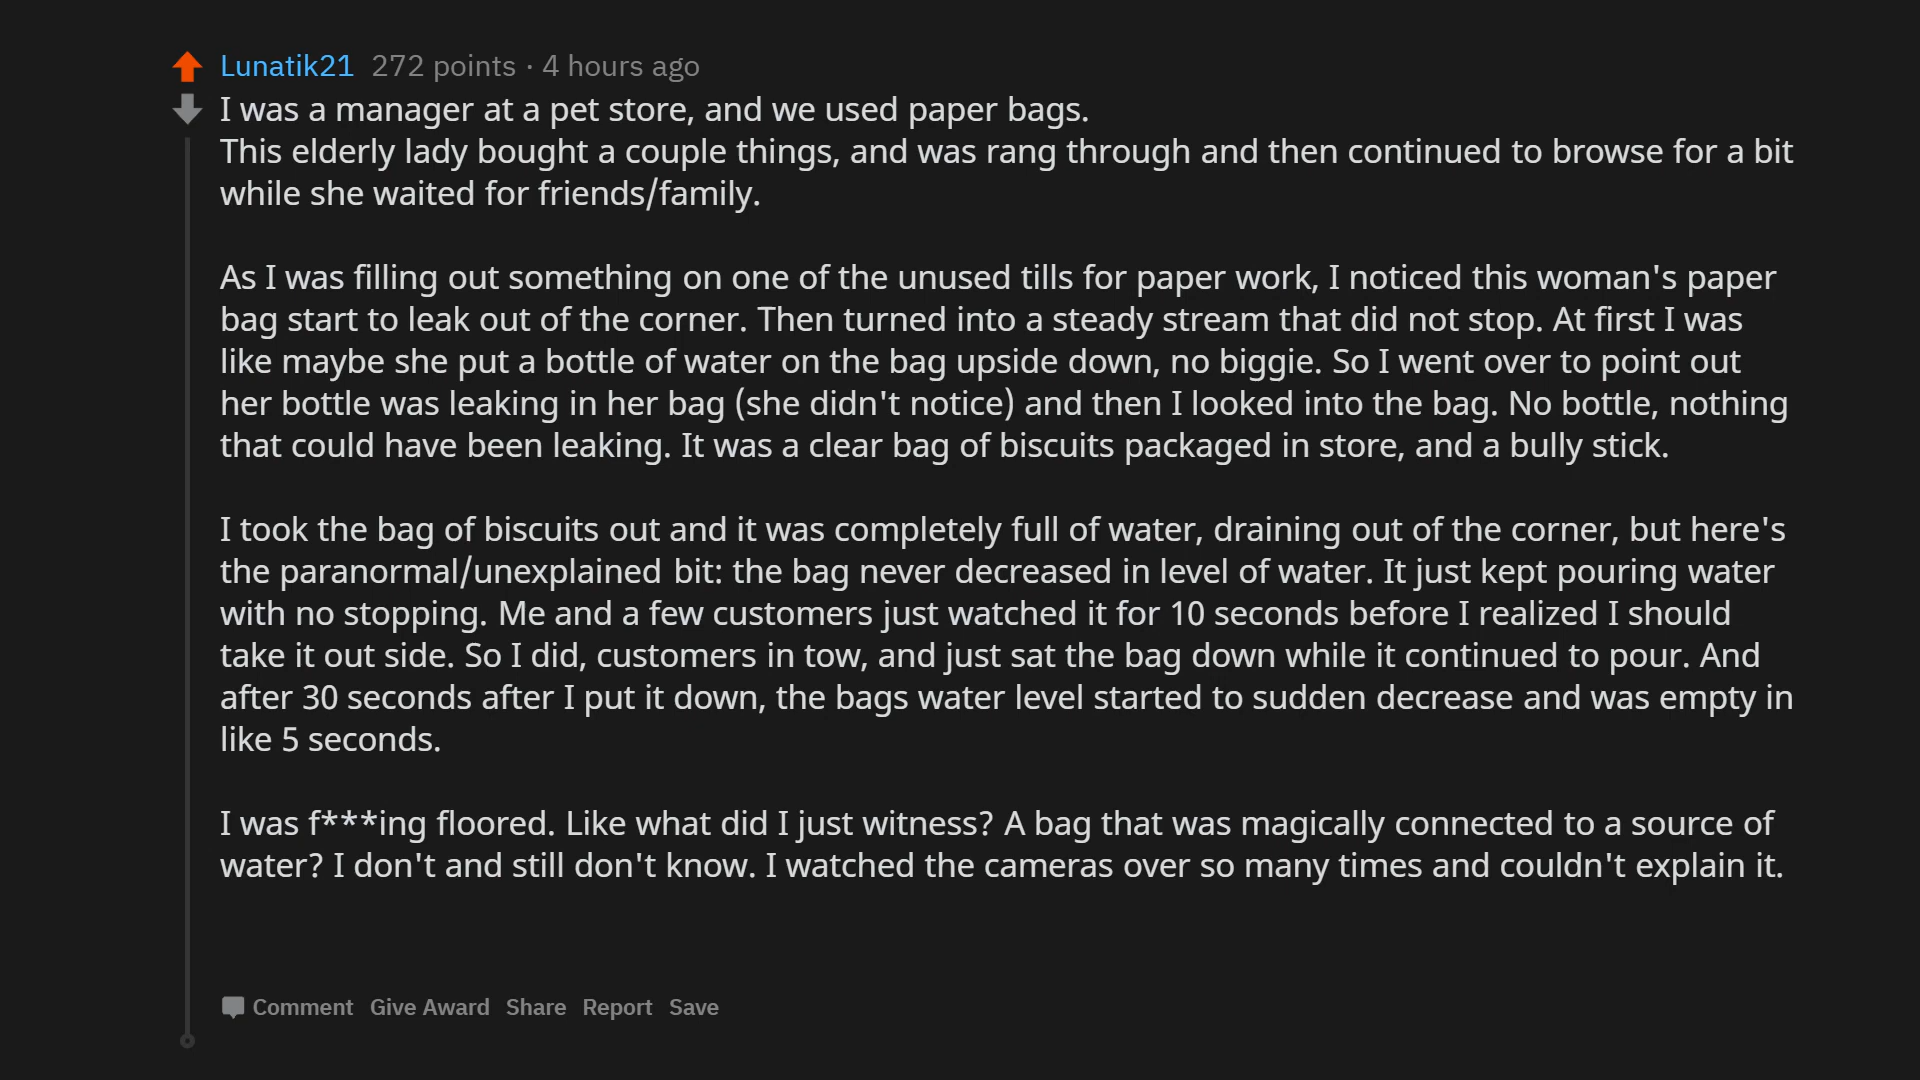 Lunatik21 272 points · 4 hours ago
I was a manager at a pet store, and we used paper bags.
This elderly lady bought a couple things, and was rang through and then continued to browse for a bit
while she waited for friends/family.
As I was filling out something on one of the unused tills for paper work, I noticed this woman's paper
bag start to leak out of the corner. Then turned into a steady stream that did not stop. At first I was
like maybe she put a bottle of water on the bag upside down, no biggie. So I went over to point out
her bottle was leaking in her bag (she didn't notice) and then I looked into the bag. No bottle, nothing
that could have been leaking. It was a clear bag of biscuits packaged in store, and a bully stick.
I took the bag of biscuits out and it was completely full of water, draining out of the corner, but here's
the paranormal/unexplained bit: the bag never decreased in level of water. It just kept pouring water
with no stopping. Me and a few customers just watched it for 10 seconds before I realized I should
take it out side. So I did, customers in tow, and just sat the bag down while it continued to pour. And
after 30 seconds after I put it down, the bags water level started to sudden decrease and was empty in
like 5 seconds.
I was f***ing floored. Like what did I just witness? A bag that was magically connected to a source of
water? I don't and still don't know. I watched the cameras over so many times and couldn't explain it.
Comment Give Award Share Report Save